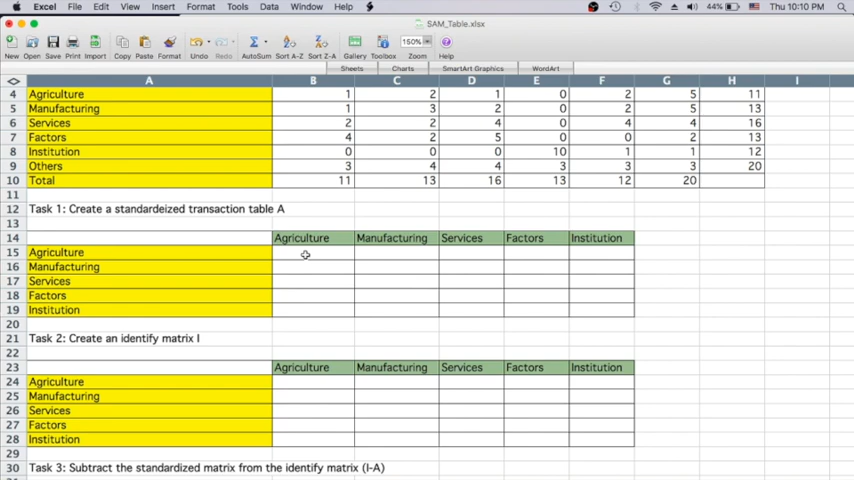 Excel File Edit View Insert Format Tools Data Window Help 44% Thu 10:10 PM
SAM_Table.xlsx
150%
New Open Save Print Import Copy Paste Format Undo Redo AutoSum Sort A-Z Sort Z-A Gallery Toolbox Zoom Help
Sheets Charts SmartArt Graphics WordArt
A B C D E F G H I
4 Agriculture 1 2 1 0 2 5 11
5 Manufacturing 1 3 2 0 2 5 13
6 Services 2 2 4 0 4 4 16
7 Factors 4 2 5 0 0 2 13
8 Institution 0 0 0 10 1 1 12
9 Others 3 4 4 3 3 3 20
10 Total 11 13 16 13 12 20
11
12 Task 1: Create a standardeized transaction table A
13
14 Agriculture Manufacturing Services Factors Institution
15 Agriculture
16 Manufacturing
17 Services
18 Factors
19 Institution
20
21 Task 2: Create an identify matrix I
22
23 Agriculture Manufacturing Services Factors Institution
24 Agriculture
25 Manufacturing
26 Services
27 Factors
28 Institution
29
30 Task 3: Subtract the standardized matrix from the identify matrix (I-A)